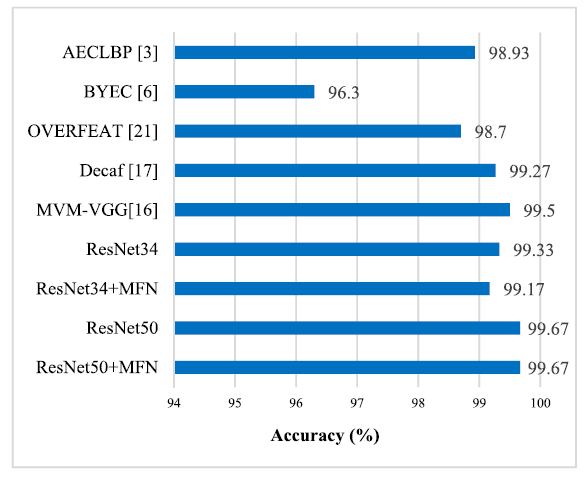 AECLBP [3] 98.93
BYEC [6] 96.3
OVERFEAT [21] 98.7
Decaf [17] 99.27
MVM-VGG[16] 99.5
ResNet34 99.33
ResNet34+MFN 99.17
ResNet50 99.67
ResNet50+MFN 99.67
94 95 96 97 98 99 100
Accuracy (%)